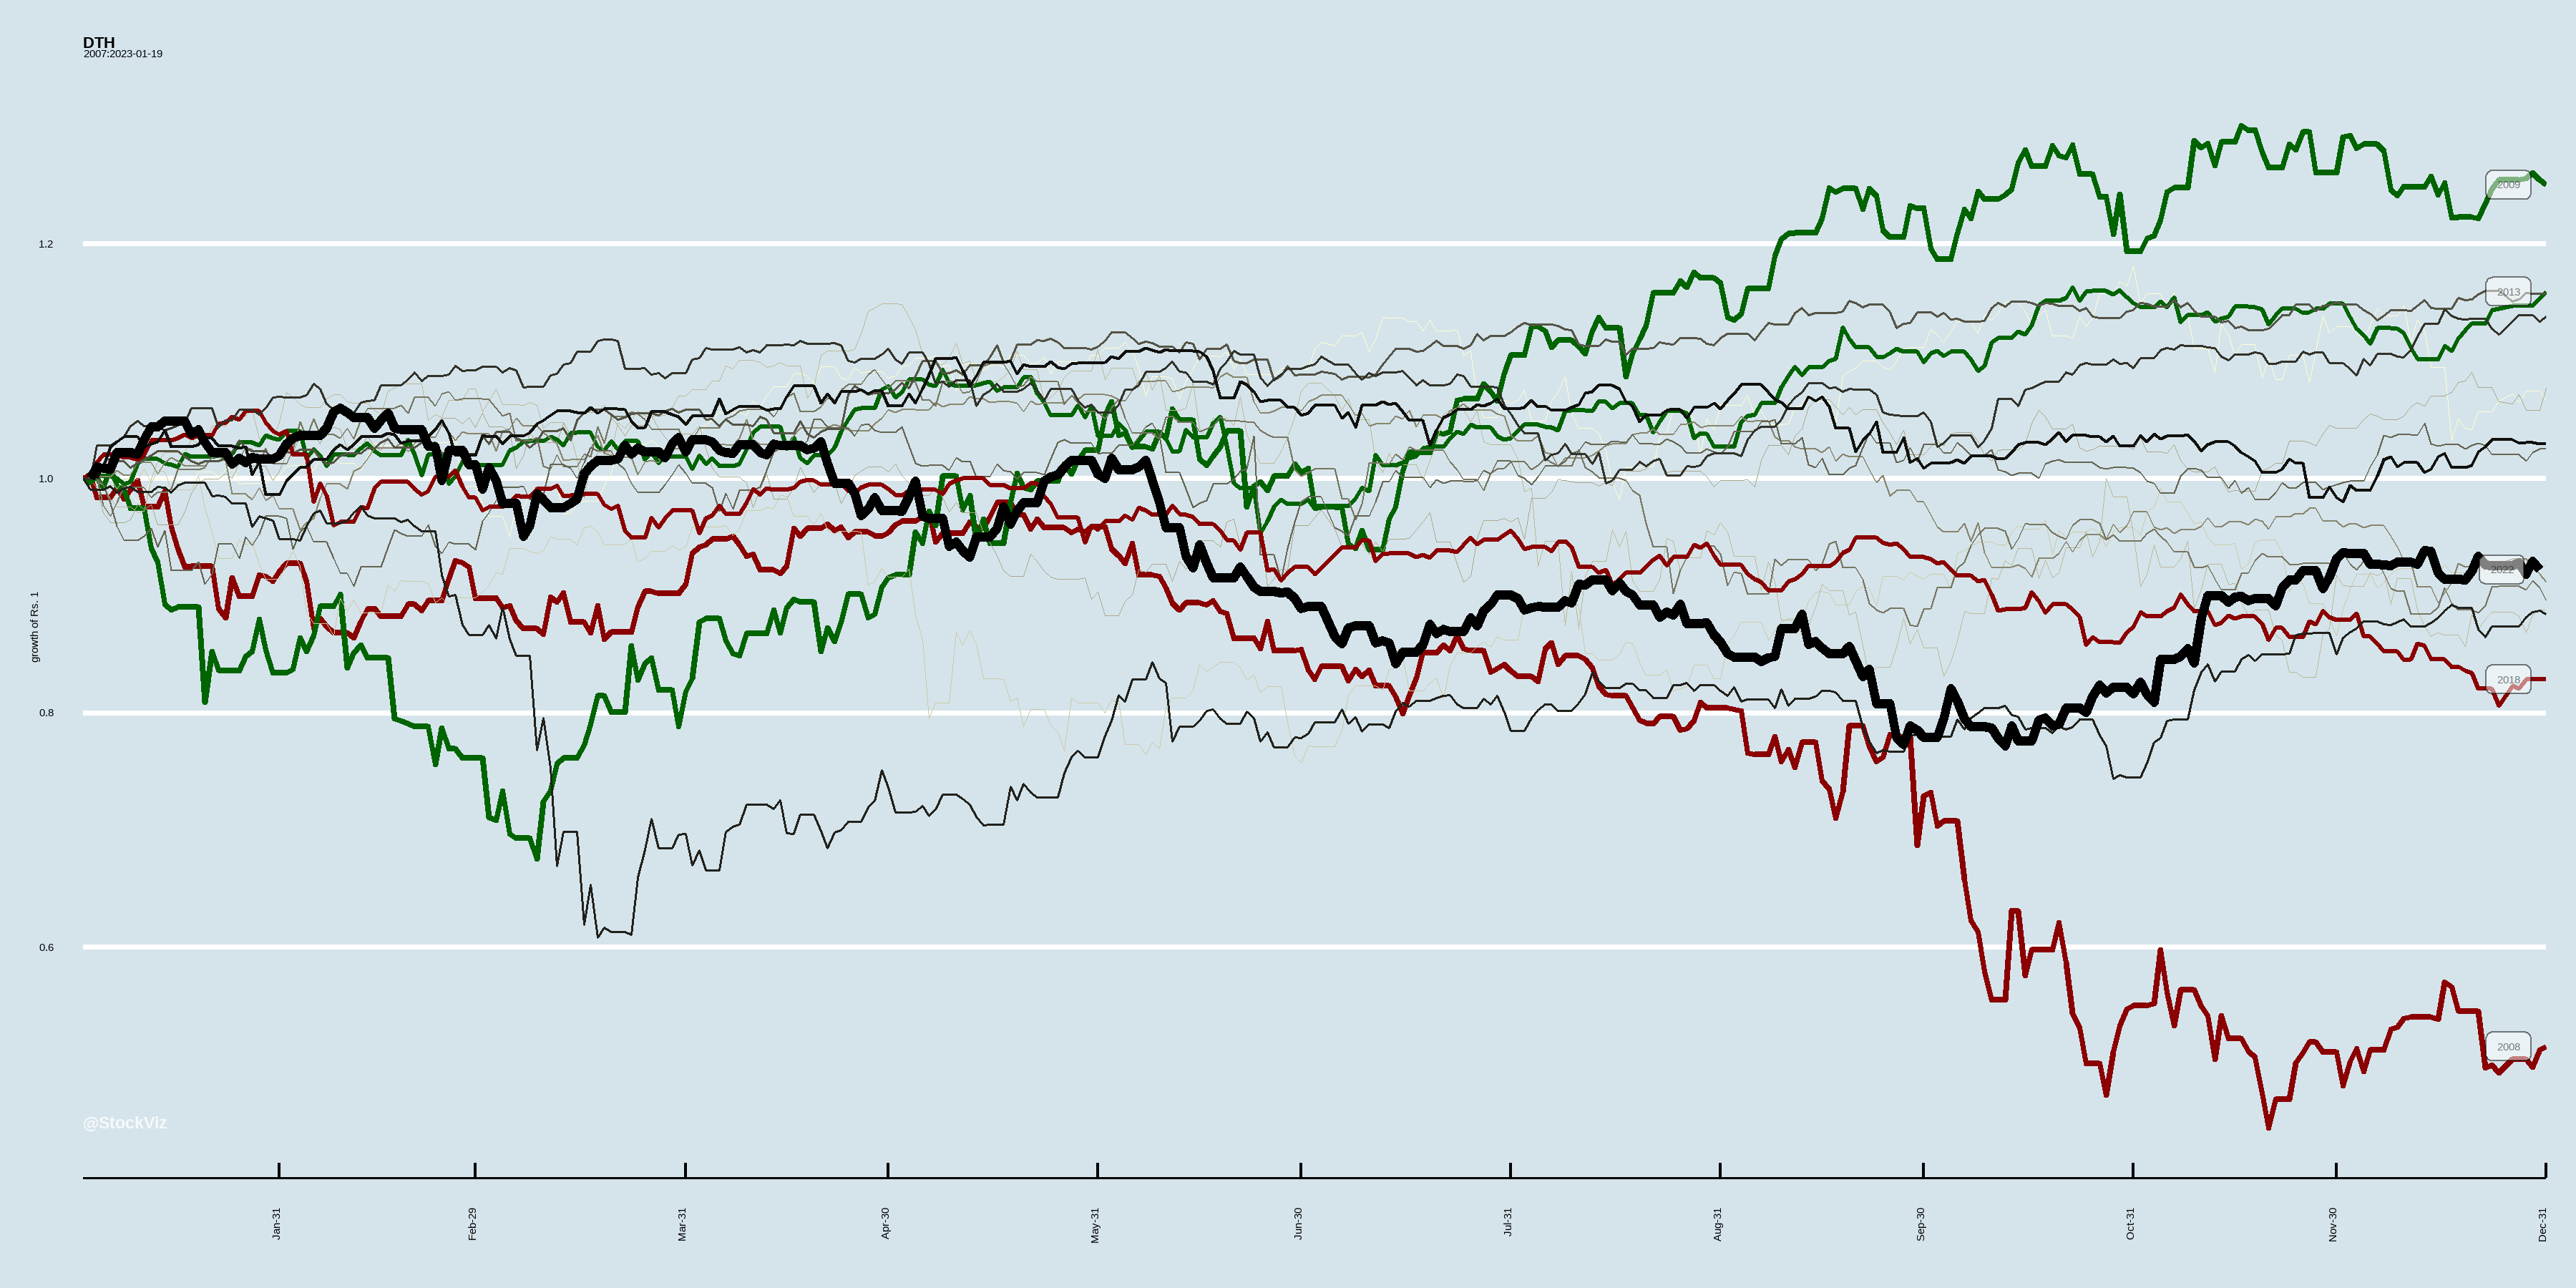 DTH
2007:2023-01-19
1.2
1.0
0.8
0.6
growth of Rs. 1
2009
2013
2022
2018
2008
@StockViz
Jan-31
Feb-29
Mar-31
Apr-30
May-31
Jun-30
Jul-31
Aug-31
Sep-30
Oct-31
Nov-30
Dec-31